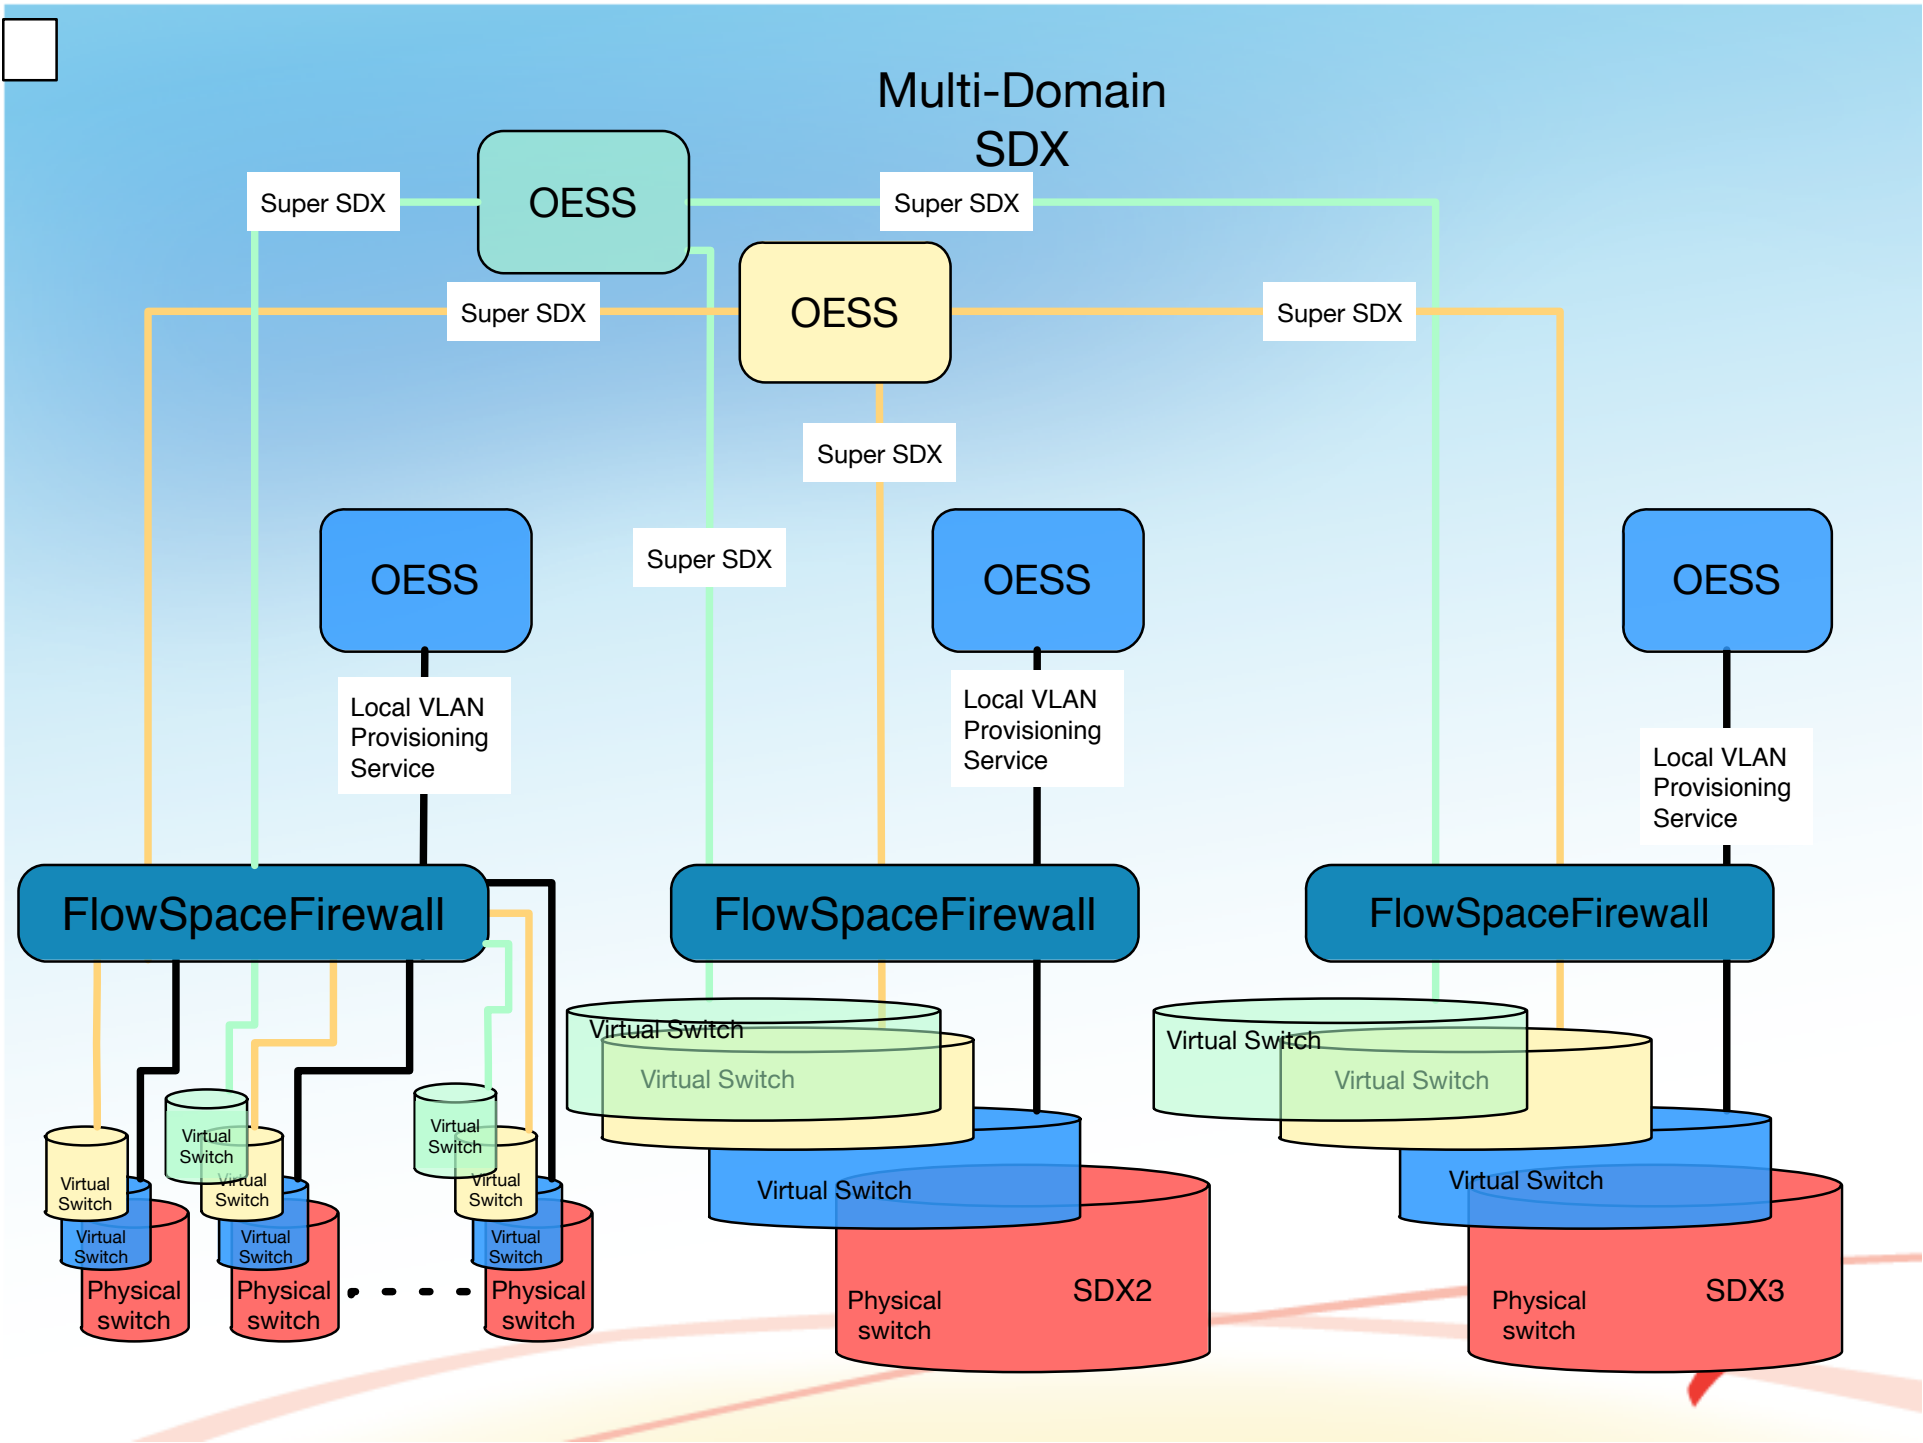 Multi-Domain
SDX
Super SDX
OESS
Super SDX
Super SDX
OESS
Super SDX
Super SDX
Super SDX
OESS
OESS
OESS
Local VLAN
Provisioning
Service
Local VLAN
Provisioning
Service
Local VLAN
Provisioning
Service
FlowSpaceFirewall
FlowSpaceFirewall
FlowSpaceFirewall
Virtual
Switch
Virtual
Switch
Physical
switch
Virtual
Switch
Virtual
Switch
Virtual
Switch
Physical
switch
Virtual
Switch
Virtual
Switch
Virtual
Switch
Physical
switch
Virtual Switch
Virtual Switch
Virtual Switch
SDX2
Physical
switch
Virtual Switch
Virtual Switch
Virtual Switch
SDX3
Physical
switch